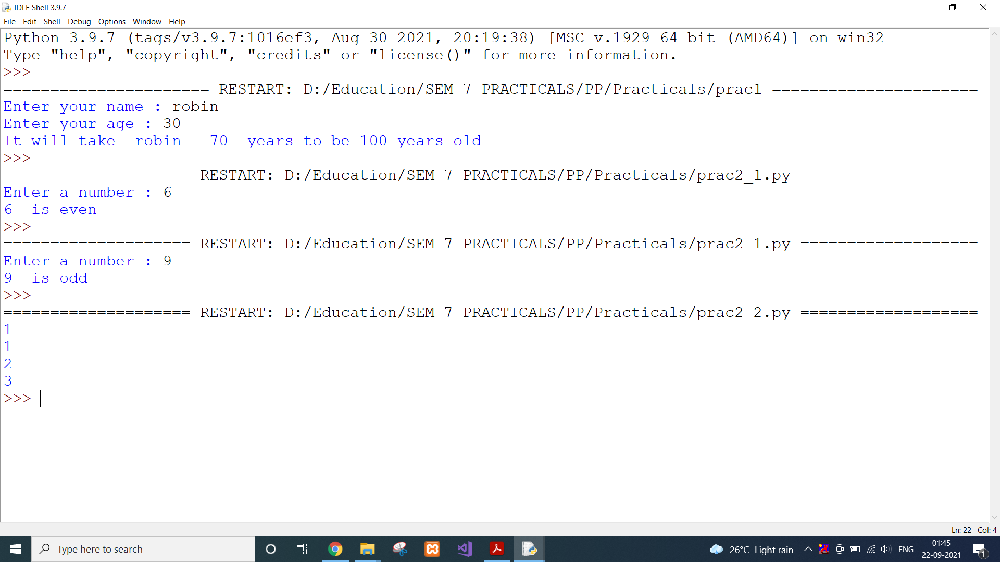 IDLE Shell 3.9.7
File Edit Shell Debug Options Window Help
Python 3.9.7 (tags/v3.9.7:1016ef3, Aug 30 2021, 20:19:38) [MSC v.1929 64 bit (AMD64)] on win32
Type "help", "copyright", "credits" or "license()" for more information.
>>>
====================== RESTART: D:/Education/SEM 7 PRACTICALS/PP/Practicals/prac1 ======================
Enter your name : robin
Enter your age : 30
It will take  robin   70  years to be 100 years old
>>>
==================== RESTART: D:/Education/SEM 7 PRACTICALS/PP/Practicals/prac2_1.py ===================
Enter a number : 6
6  is even
>>>
==================== RESTART: D:/Education/SEM 7 PRACTICALS/PP/Practicals/prac2_1.py ===================
Enter a number : 9
9  is odd
>>>
==================== RESTART: D:/Education/SEM 7 PRACTICALS/PP/Practicals/prac2_2.py ===================
1
1
2
3
>>>
Ln: 22 Col: 4
Type here to search
26°C Light rain
ENG
01:45
22-09-2021
1